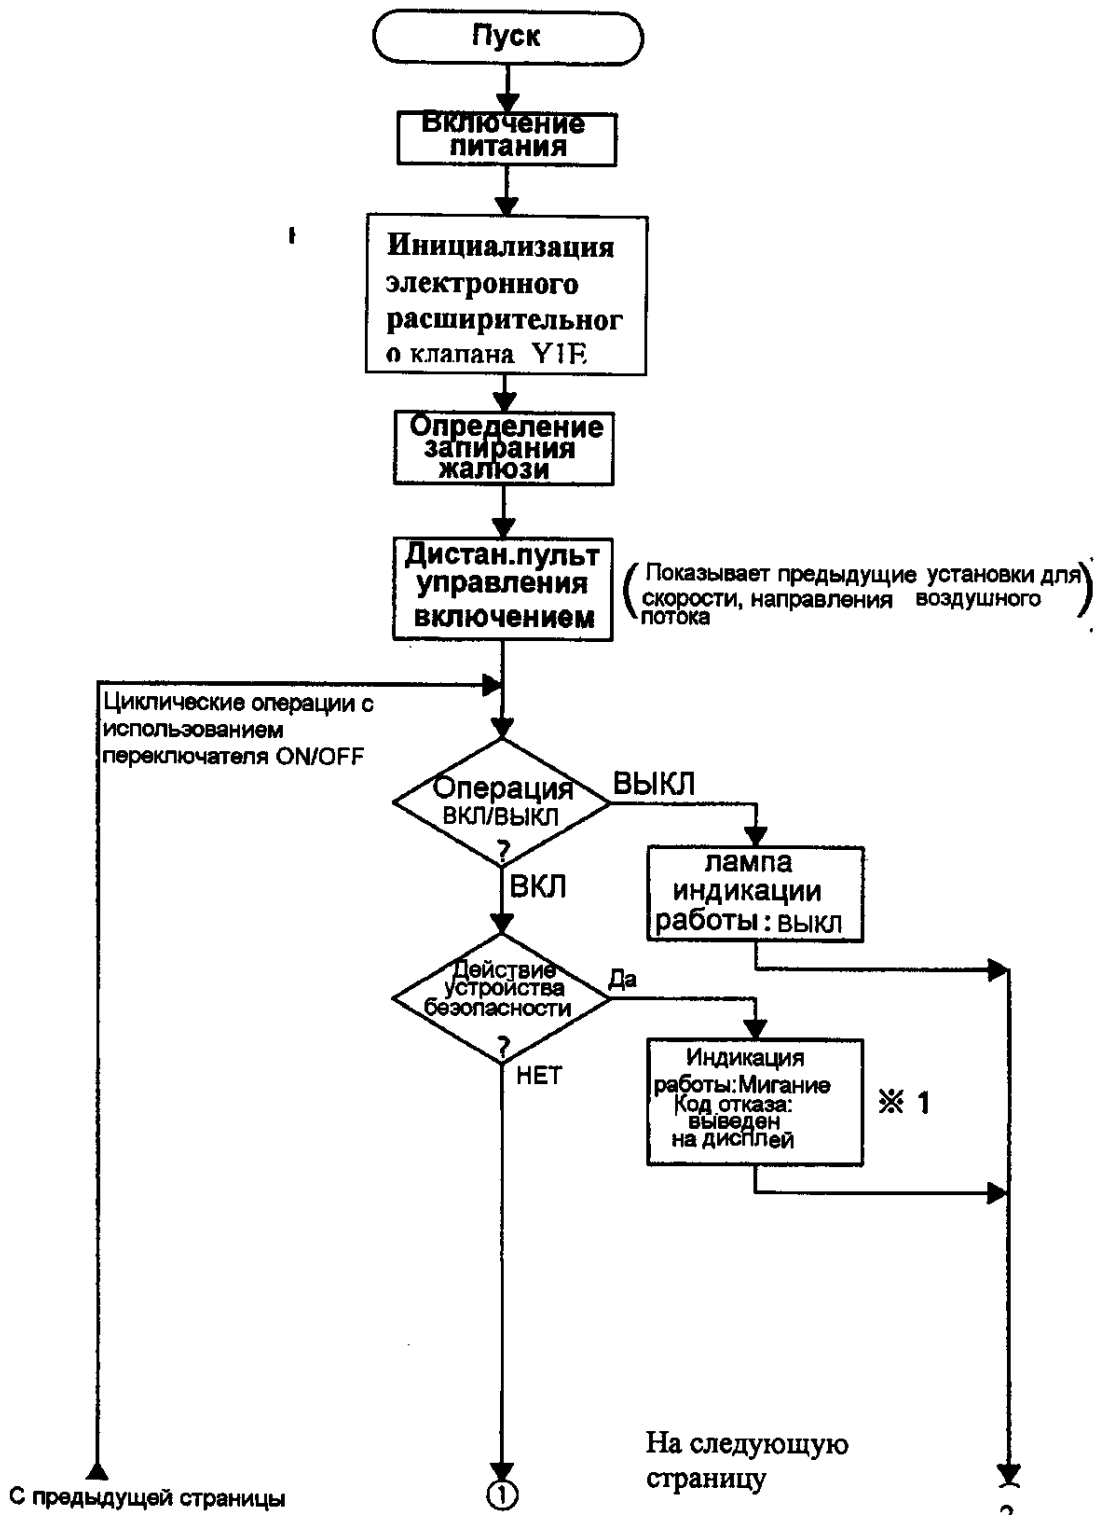 Пуск
Включение
питания
Инициализация
электронного
расширительног
о клапана Y1E
Определение
запирания
жалюзи
Дистан.пульт
управления
включением
(Показывает предыдущие установки для
скорости, направления воздушного
потока)
Циклические операции с
использованием
переключателя ON/OFF
Операция
ВКЛ/ВЫКЛ
?
ВЫКЛ
ВКЛ
лампа
индикации
работы: ВЫКЛ
Действие
устройства
безопасности
?
Да
НЕТ
Индикация
работы:Мигание
Код отказа:
выведен
на дисплей
※ 1
На следующую
страницу
С предыдущей страницы
1